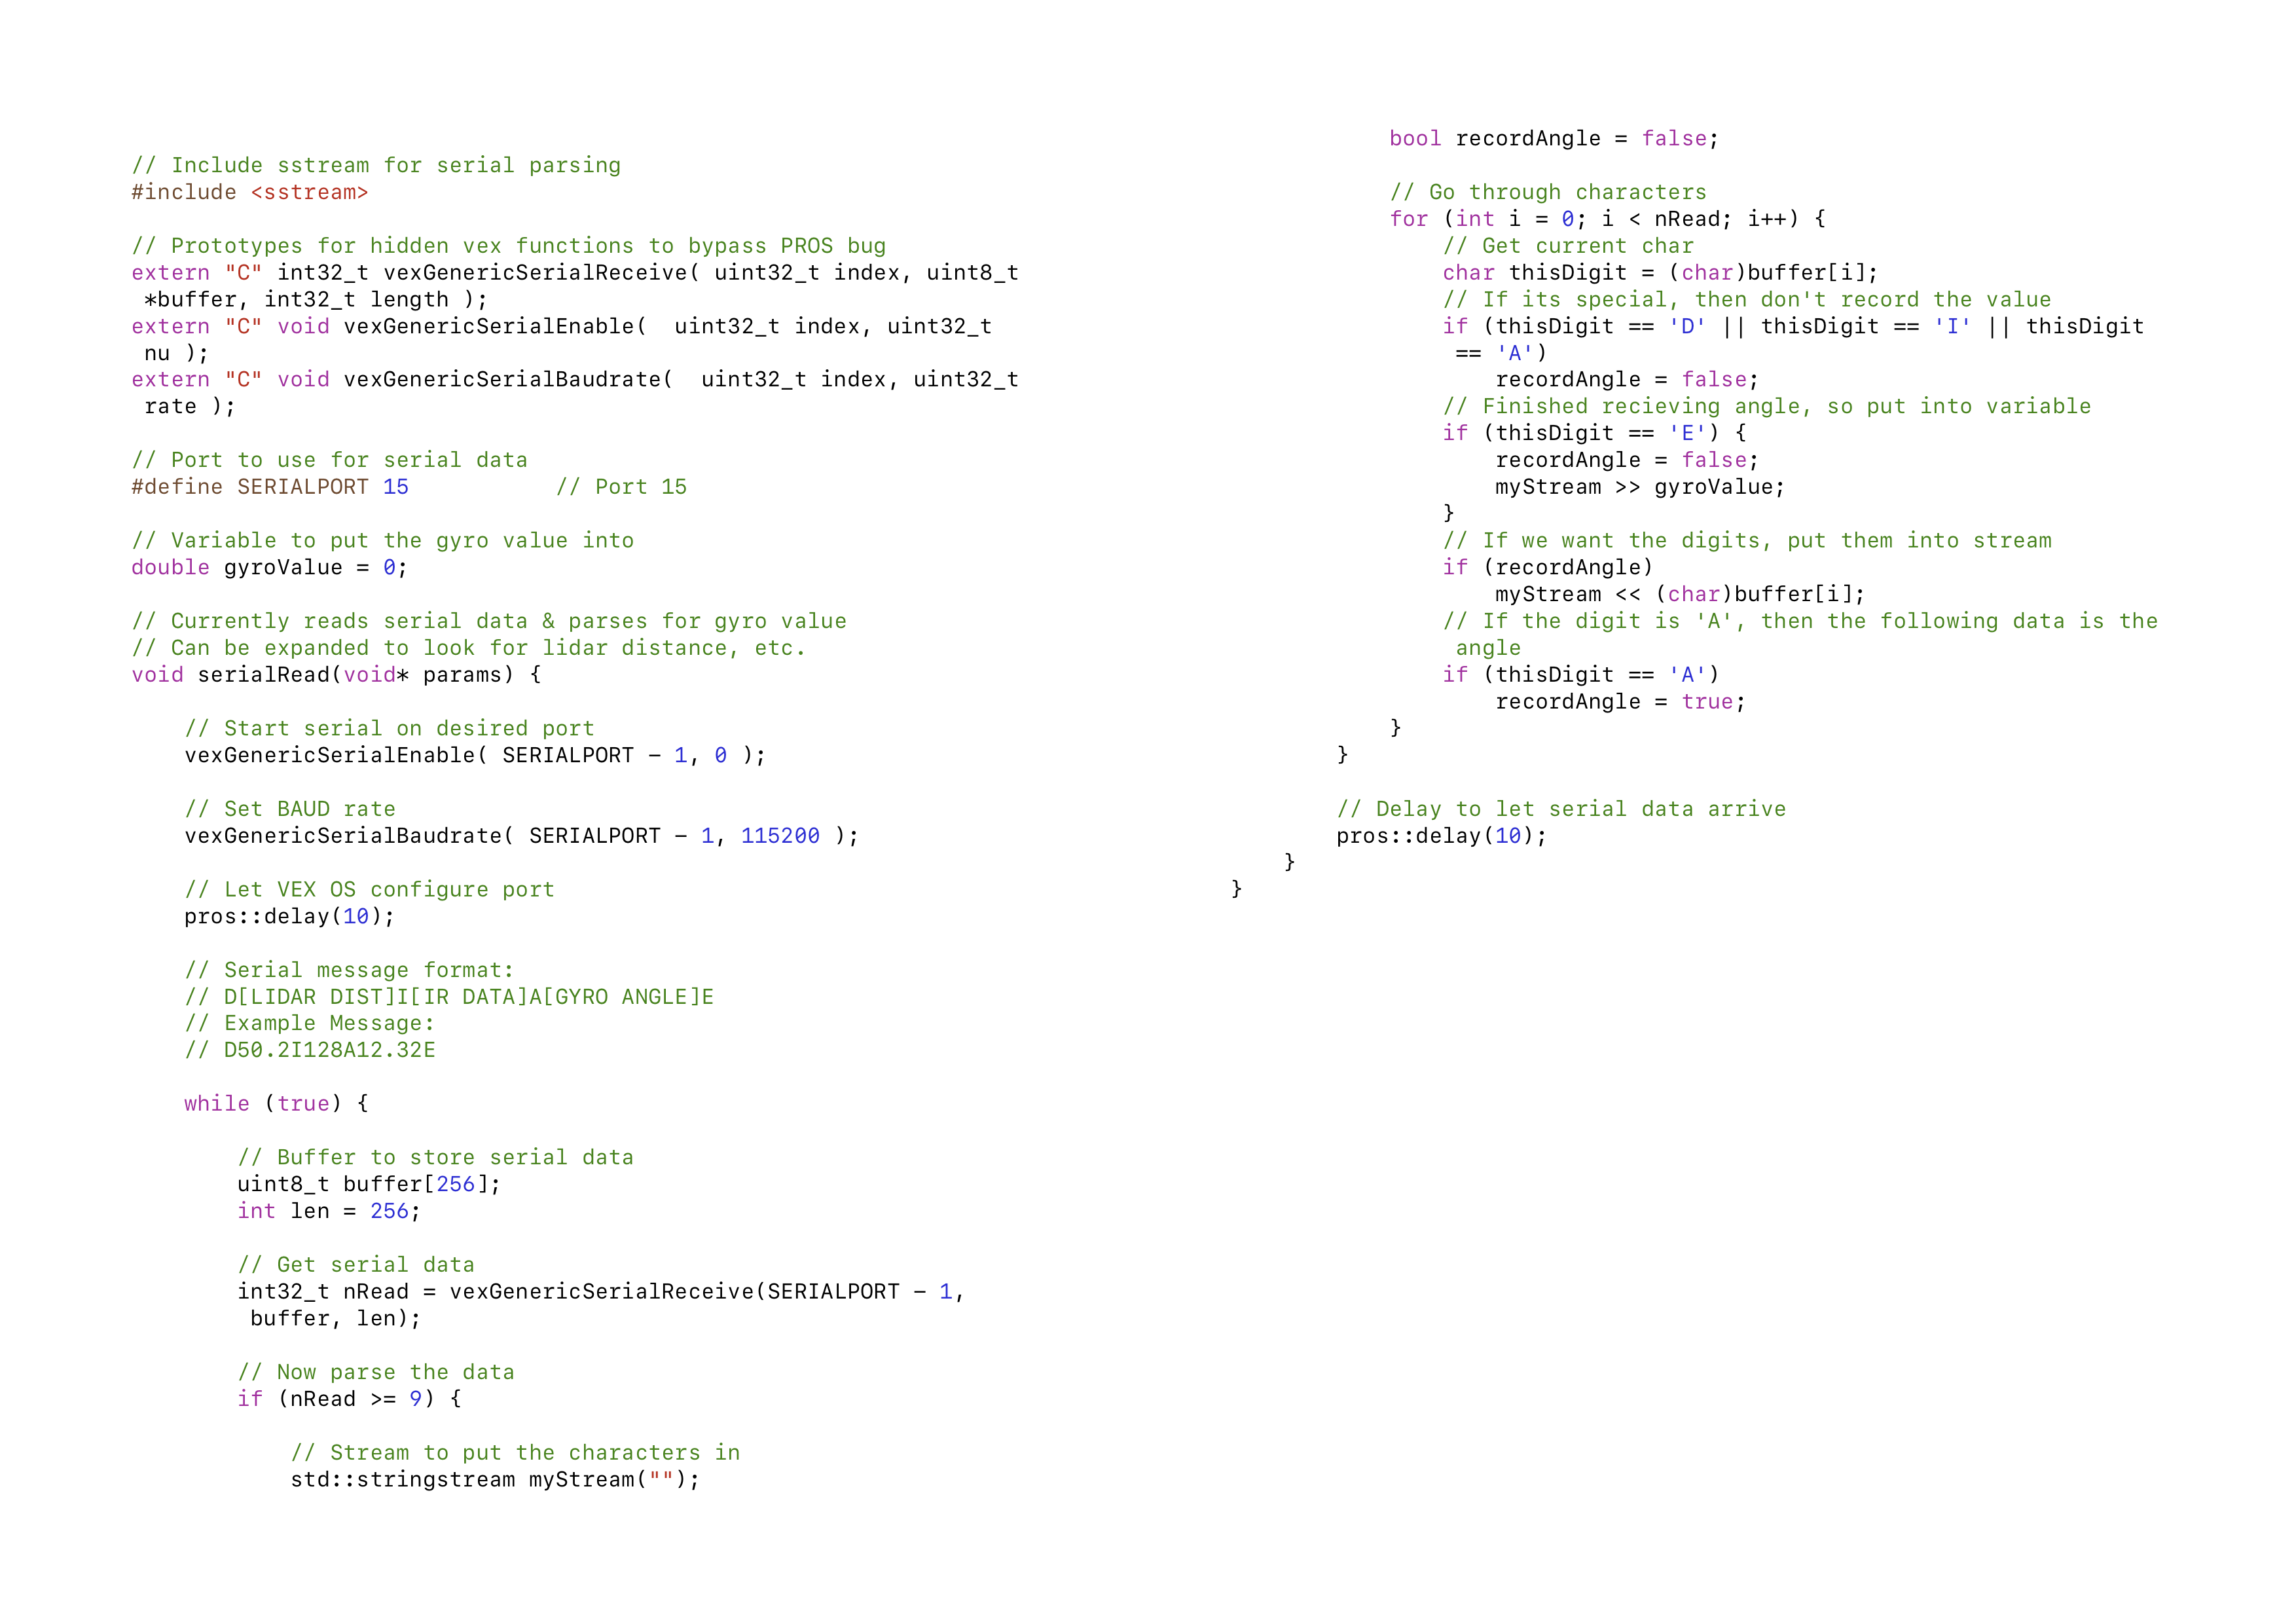 // Include sstream for serial parsing
#include <sstream>
// Prototypes for hidden vex functions to bypass PROS bug
extern "C" int32_t vexGenericSerialReceive( uint32_t index, uint8_t
*buffer, int32_t length );
extern "C" void vexGenericSerialEnable(  uint32_t index, uint32_t
nu );
extern "C" void vexGenericSerialBaudrate(  uint32_t index, uint32_t
rate );
// Port to use for serial data
#define SERIALPORT 15           // Port 15
// Variable to put the gyro value into
double gyroValue = 0;
// Currently reads serial data & parses for gyro value
// Can be expanded to look for lidar distance, etc.
void serialRead(void* params) {
    // Start serial on desired port
    vexGenericSerialEnable( SERIALPORT - 1, 0 );
    // Set BAUD rate
    vexGenericSerialBaudrate( SERIALPORT - 1, 115200 );
    // Let VEX OS configure port
    pros::delay(10);
    // Serial message format:
    // D[LIDAR DIST]I[IR DATA]A[GYRO ANGLE]E
    // Example Message:
    // D50.2I128A12.32E
    while (true) {
        // Buffer to store serial data
        uint8_t buffer[256];
        int len = 256;
        // Get serial data
        int32_t nRead = vexGenericSerialReceive(SERIALPORT - 1,
         buffer, len);
        // Now parse the data
        if (nRead >= 9) {
            // Stream to put the characters in
            std::stringstream myStream("");
            bool recordAngle = false;
            // Go through characters
            for (int i = 0; i < nRead; i++) {
                // Get current char
                char thisDigit = (char)buffer[i];
                // If its special, then don't record the value
                if (thisDigit == 'D' || thisDigit == 'I' || thisDigit
                 == 'A')
                    recordAngle = false;
                // Finished recieving angle, so put into variable
                if (thisDigit == 'E') {
                    recordAngle = false;
                    myStream >> gyroValue;
                }
                // If we want the digits, put them into stream
                if (recordAngle)
                    myStream << (char)buffer[i];
                // If the digit is 'A', then the following data is the
                 angle
                if (thisDigit == 'A')
                    recordAngle = true;
            }
        }
        // Delay to let serial data arrive
        pros::delay(10);
    }
}